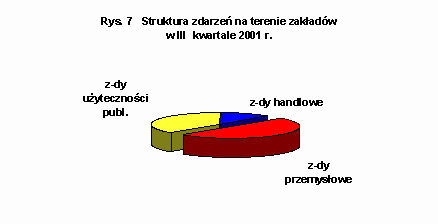 Rys. 7 Struktura zdarzeń na terenie zakładów
w III kwartale 2001 r.
z-dy
użyteczności
publ.
z-dy handlowe
z-dy
przemysłowe